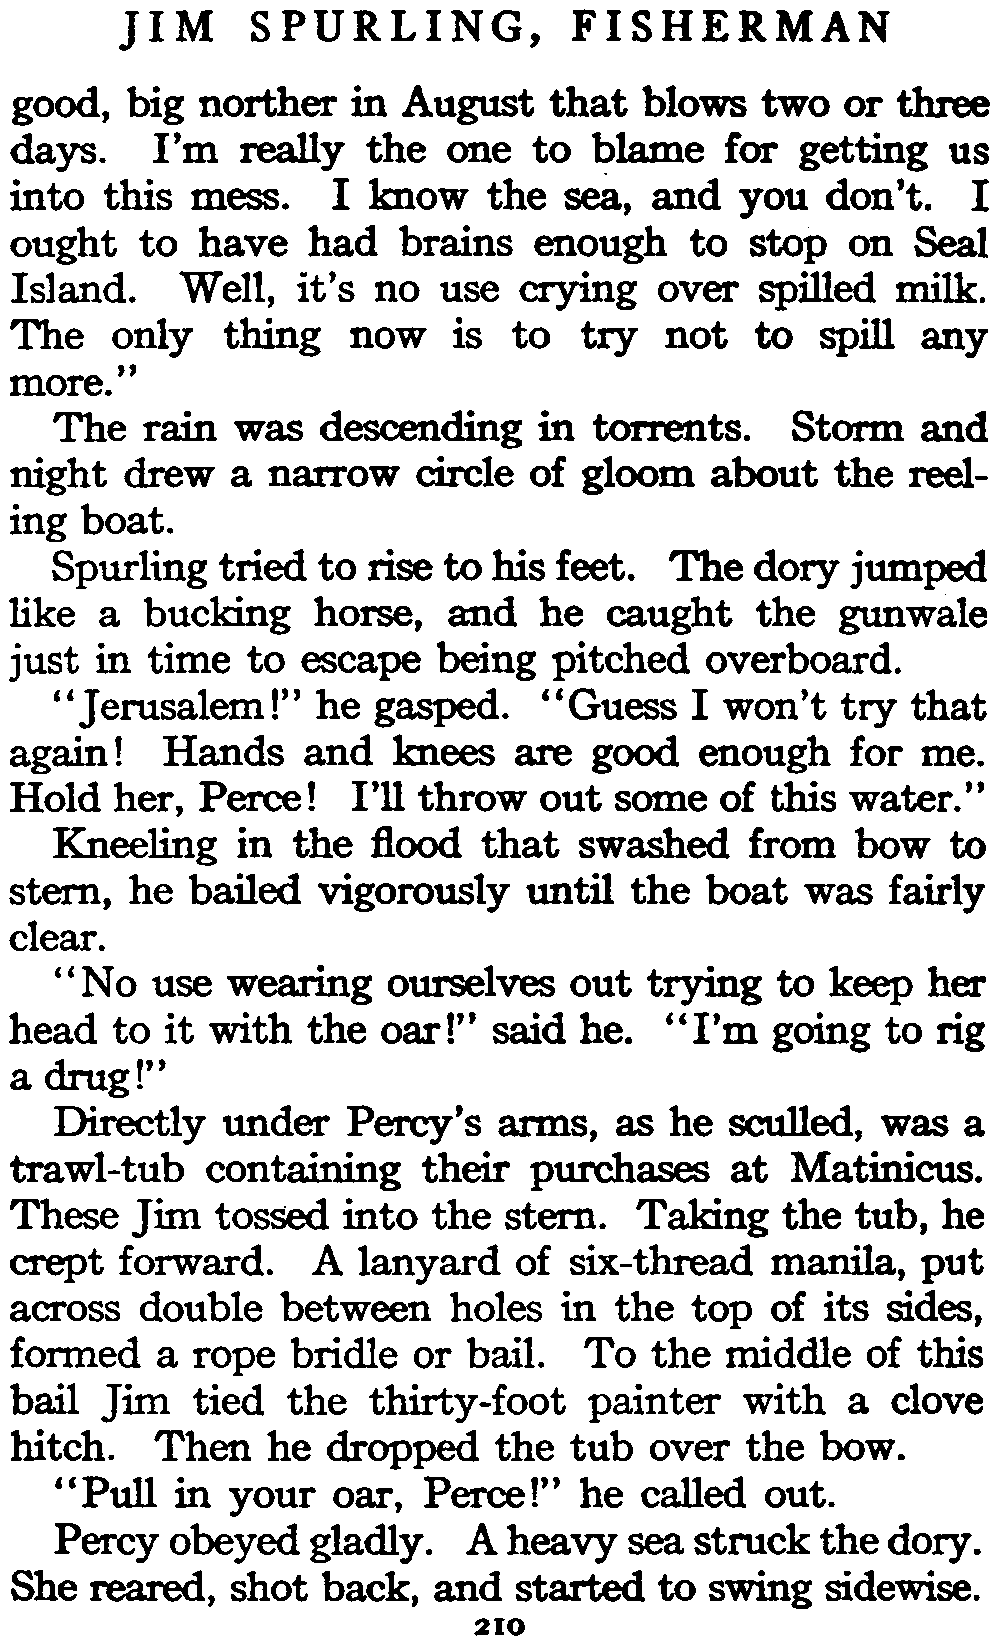 JIM SPURLING, FISHERMAN
good, big norther in August that blows two or three
days. I'm really the one to blame for getting us
into this mess. I know the sea, and you don't. I
ought to have had brains enough to stop on Seal
Island. Well, it's no use crying over spilled milk.
The only thing now is to try not to spill any
more."
The rain was descending in torrents. Storm and
night drew a narrow circle of gloom about the reel-
ing boat.
Spurling tried to rise to his feet. The dory jumped
like a bucking horse, and he caught the gunwale
just in time to escape being pitched overboard.
"Jerusalem!" he gasped. "Guess I won't try that
again! Hands and knees are good enough for me.
Hold her, Perce! I'll throw out some of this water."
Kneeling in the flood that swashed from bow to
stern, he bailed vigorously until the boat was fairly
clear.
"No use wearing ourselves out trying to keep her
head to it with the oar!" said he. "I'm going to rig
a drug!"
Directly under Percy's arms, as he sculled, was a
trawl-tub containing their purchases at Matinicus.
These Jim tossed into the stern. Taking the tub, he
crept forward. A lanyard of six-thread manila, put
across double between holes in the top of its sides,
formed a rope bridle or bail. To the middle of this
bail Jim tied the thirty-foot painter with a clove
hitch. Then he dropped the tub over the bow.
"Pull in your oar, Perce!" he called out.
Percy obeyed gladly. A heavy sea struck the dory.
She reared, shot back, and started to swing sidewise.
210